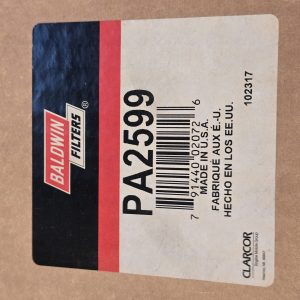 BALDWIN
FILTERS®
PA2599
7 91440 02072 6
MADE IN U.S.A.
FABRIQUÉ AUX É.-U.
HECHO EN LOS EE.UU.
102317
CLARCOR